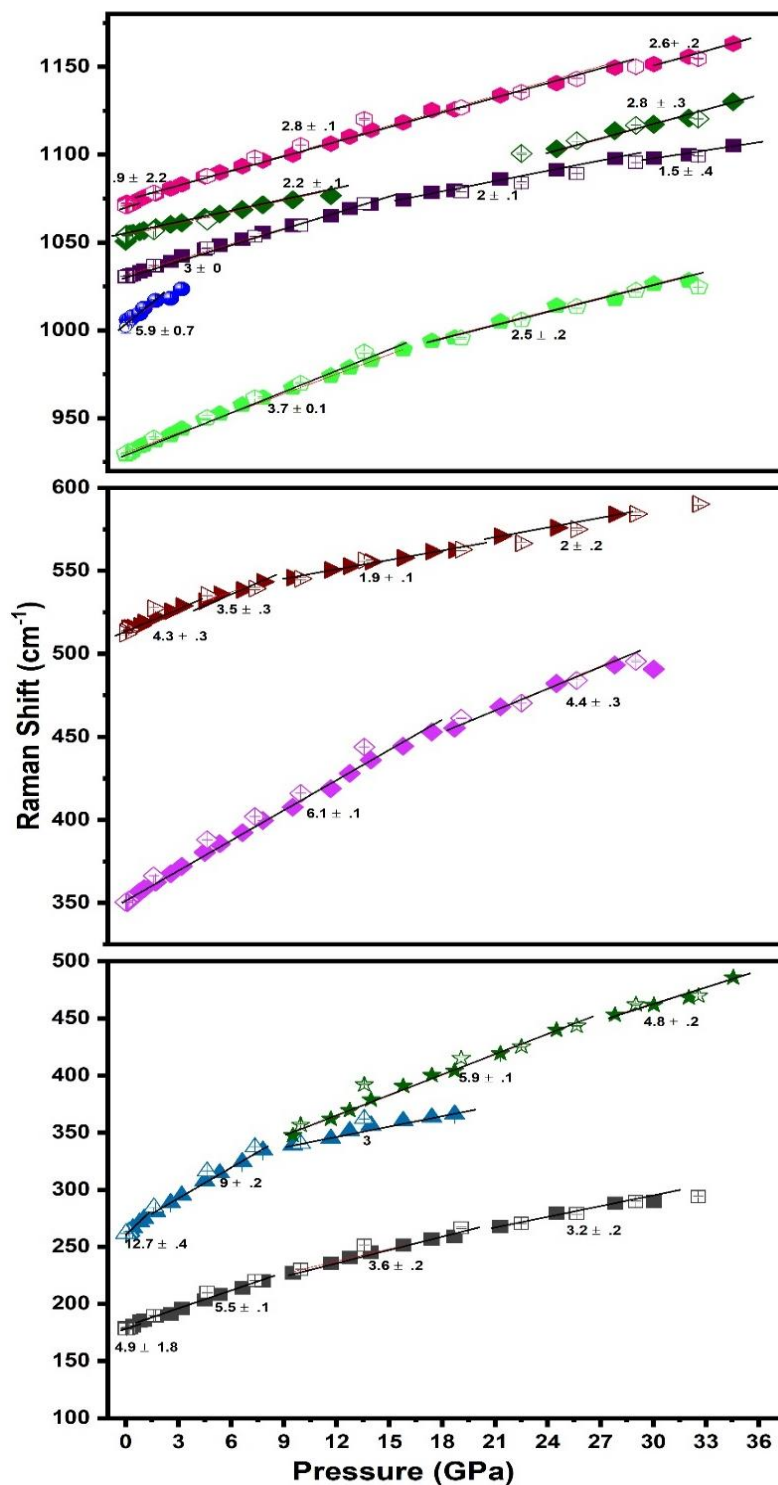 1150
1100
1050
1000
950
2.6+ .2
2.8 ± .1
2.8 ± .3
.9 ± 2.2
2.2 ± .1
2 ± .1
1.5 ± .4
3 ± 0
5.9 ± 0.7
2.5 ± .2
3.7 ± 0.1
600
550
500
450
400
350
2 ± .2
1.9 + .1
3.5 ± .3
4.3 + .3
4.4 ± .3
6.1 ± .1
Raman Shift (cm-1)
500
450
400
350
300
250
200
150
100
4.8 + .2
5.9 + .1
3
9 + .2
12.7 ± .4
3.2 ± .2
3.6 ± .2
5.5 ± .1
4.9 ± 1.8
0 3 6 9 12 15 18 21 24 27 30 33 36
Pressure (GPa)